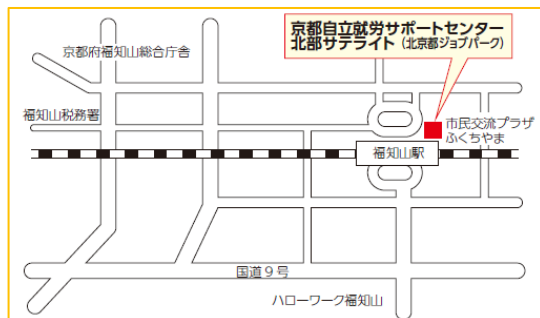 京都自立就労サポートセンター
北部サテライト（北京都ジョブパーク）
京都府福知山総合庁舎
福知山税務署
市民交流プラザ
ふくちやま
福知山駅
国道９号
ハローワーク福知山